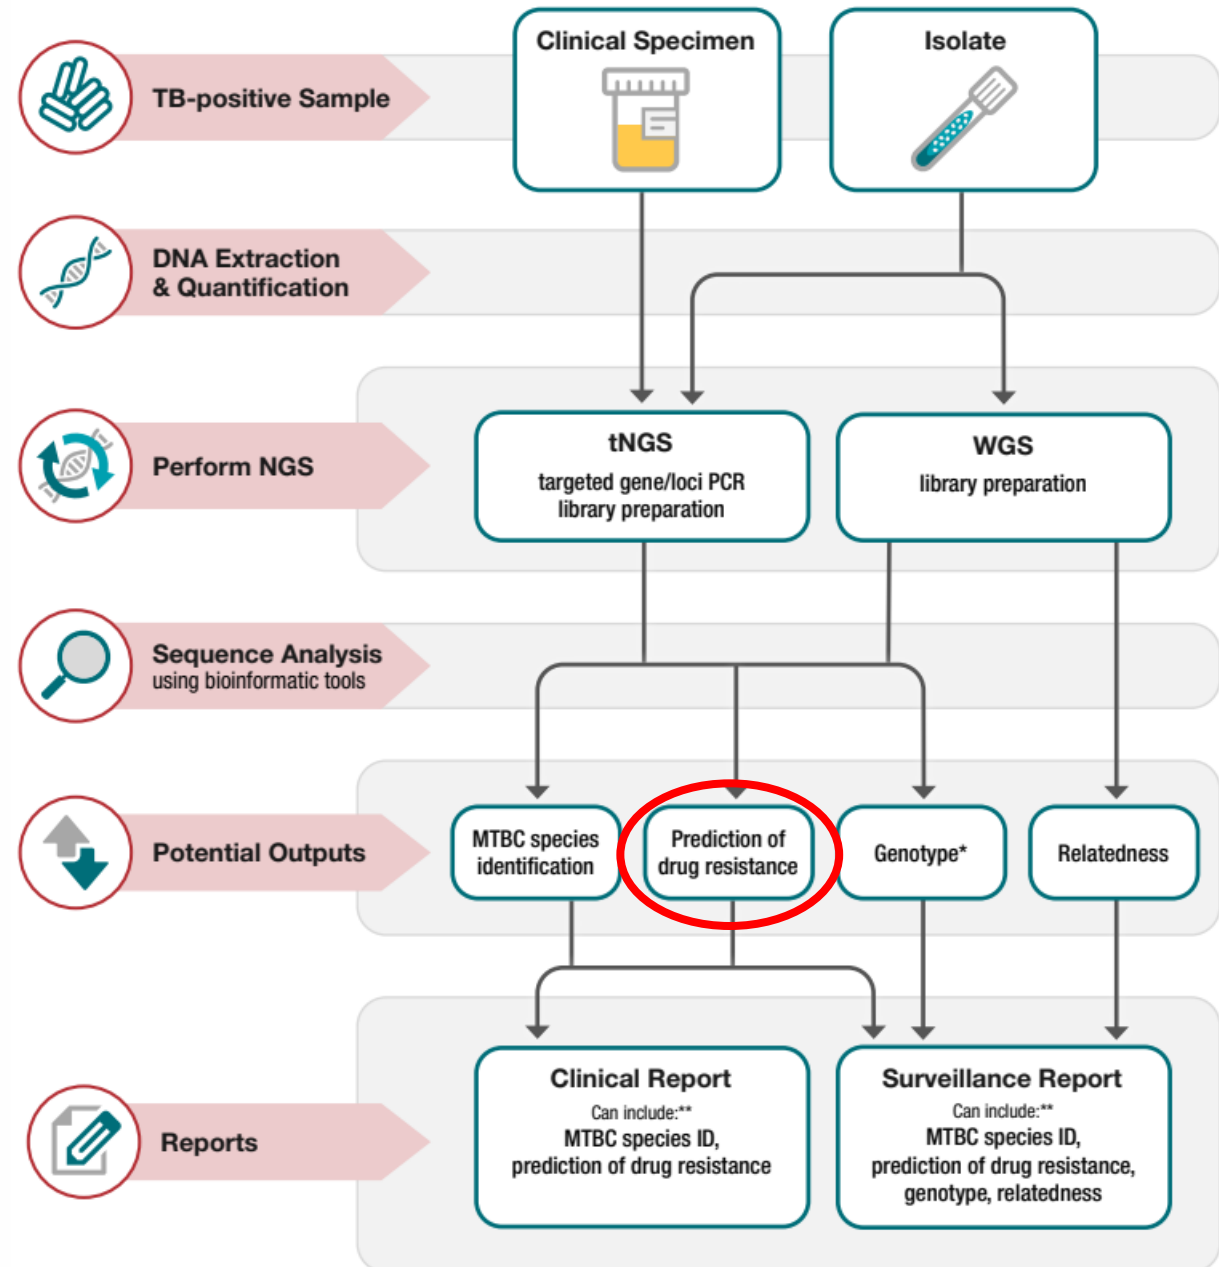 Clinical Specimen
Isolate
TB-positive Sample
DNA Extraction
& Quantification
Perform NGS
tNGS
targeted gene/loci PCR
library preparation
WGS
library preparation
Sequence Analysis
using bioinformatic tools
Potential Outputs
MTBC species
identification
Prediction of
drug resistance
Genotype*
Relatedness
Reports
Clinical Report
Can include:**
MTBC species ID,
prediction of drug resistance
Surveillance Report
Can include:**
MTBC species ID,
prediction of drug resistance,
genotype, relatedness